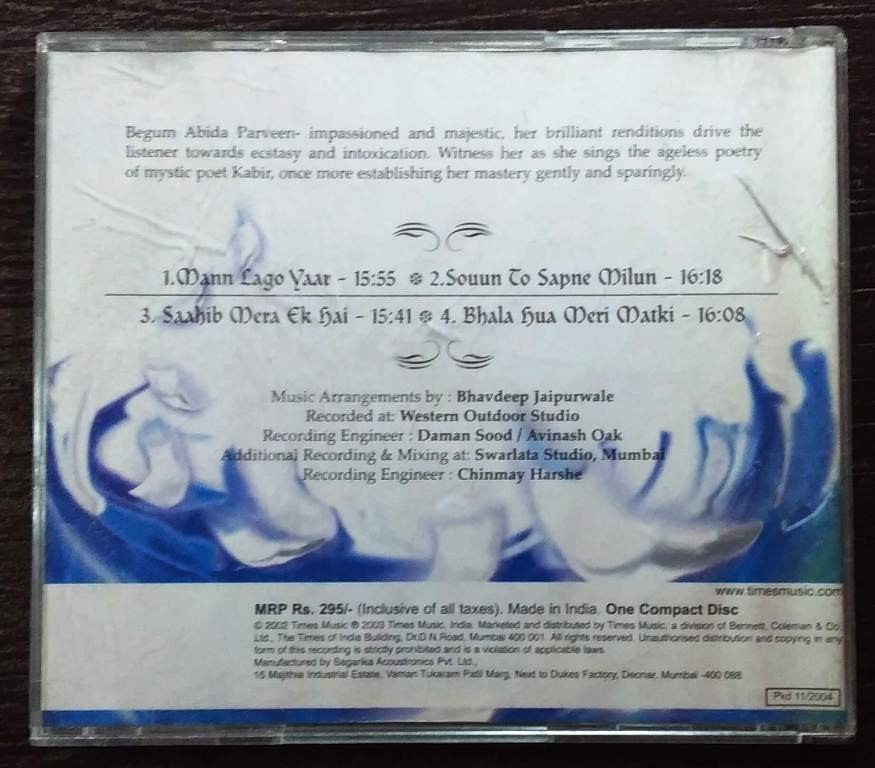 Begum Abida Parveen- impassioned and majestic, her brilliant renditions drive the
listener towards ecstasy and intoxication. Witness her as she sings the ageless poetry
of mystic poet Kabir, once more establishing her mastery gently and sparingly.
1.Mann Lago Yaar - 15:55 ❋ 2.Souun To Sapne Milun - 16:18
3. Saahib Mera Ek Hai - 15:41 ❋ 4. Bhala Hua Meri Matki - 16:08
Music Arrangements by : Bhavdeep Jaipurwale
Recorded at: Western Outdoor Studio
Recording Engineer : Daman Sood / Avinash Oak
Additional Recording & Mixing at: Swarlata Studio, Mumbai
Recording Engineer : Chinmay Harshe
www.timesmusic.com
MRP Rs. 295/- (Inclusive of all taxes). Made in India. One Compact Disc
© 2002 Times Music ℗ 2003 Times Music, India. Marketed and distributed by Times Music, a division of Bennett, Coleman & Co.
Ltd., The Times of India Building, Dr.D.N.Road, Mumbai 400 001. All rights reserved. Unauthorised distribution and copying in any
form of this recording is strictly prohibited and is a violation of applicable laws.
Manufactured by Sagarika Acoustronics Pvt. Ltd.,
15 Majithia Industrial Estate, Vaman Tukaram Patil Marg, Next to Dukes Factory, Deonar, Mumbai -400 088
Pkd 11/2004